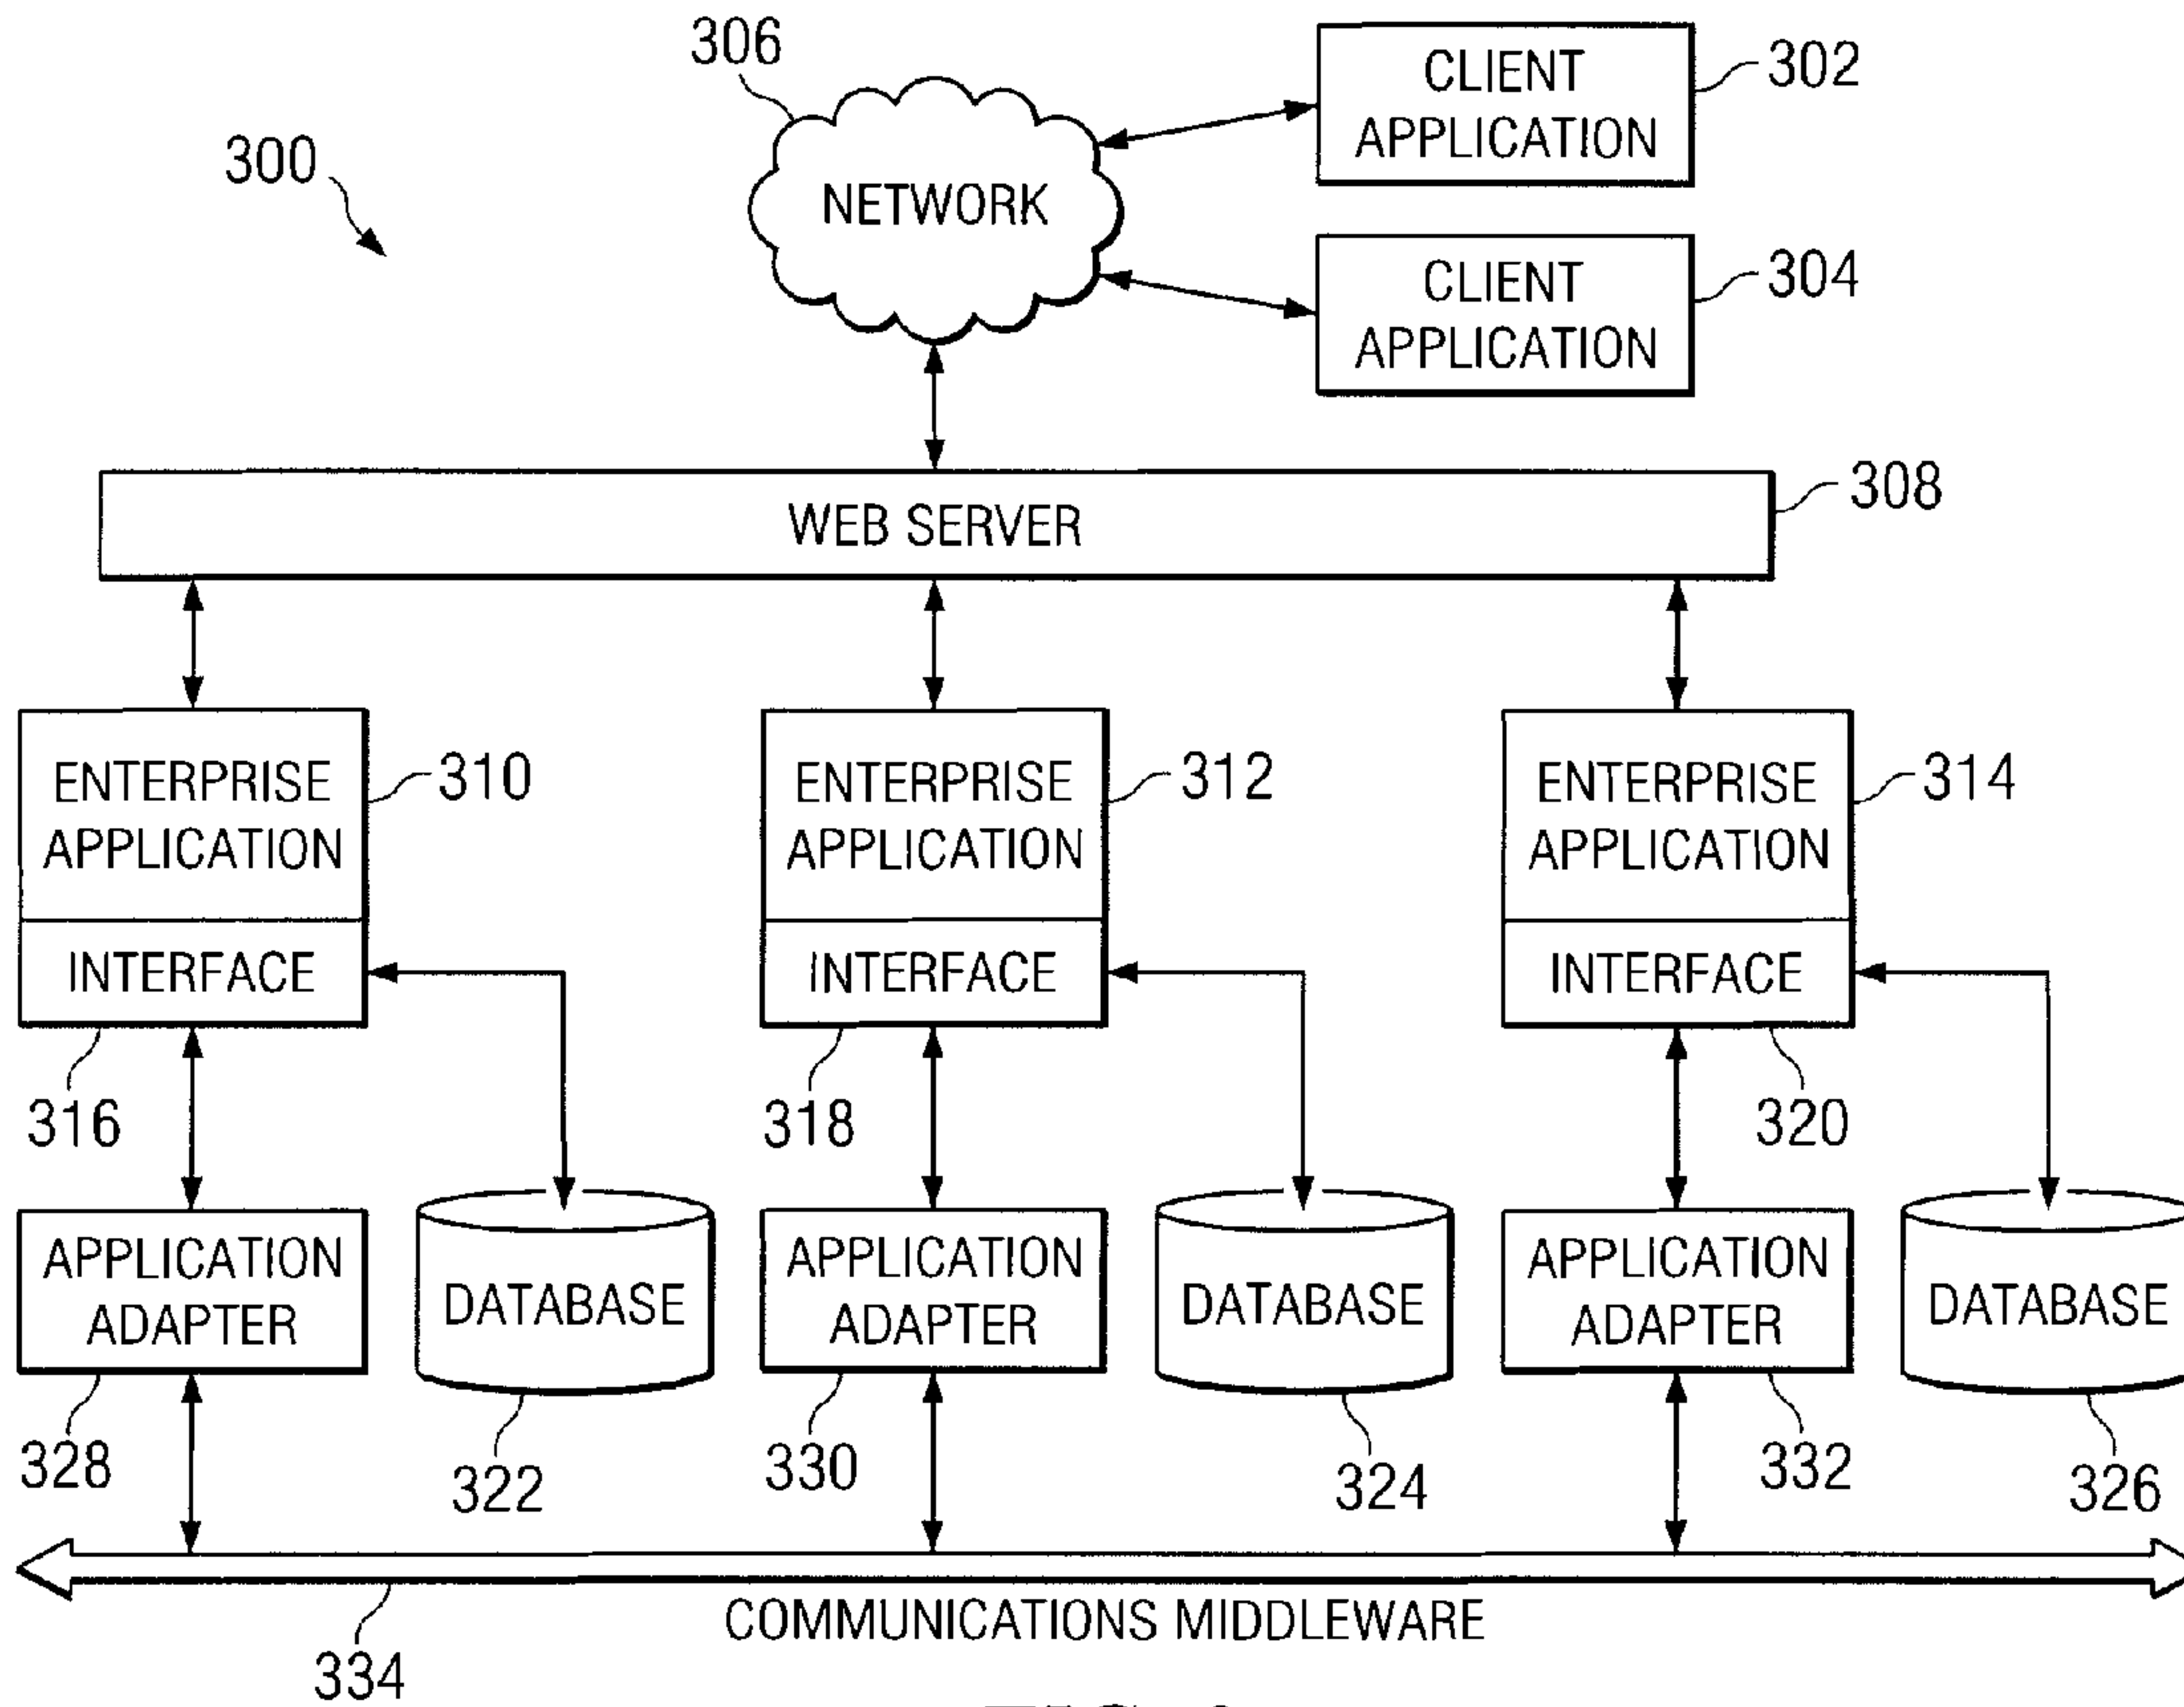 306
CLIENT
APPLICATION
302
300
NETWORK
CLIENT
APPLICATION
304
WEB SERVER
308
ENTERPRISE
APPLICATION
310
ENTERPRISE
APPLICATION
312
ENTERPRISE
APPLICATION
314
INTERFACE
INTERFACE
INTERFACE
316
318
320
APPLICATION
ADAPTER
DATABASE
APPLICATION
ADAPTER
DATABASE
APPLICATION
ADAPTER
DATABASE
328
322
330
324
332
326
COMMUNICATIONS MIDDLEWARE
334